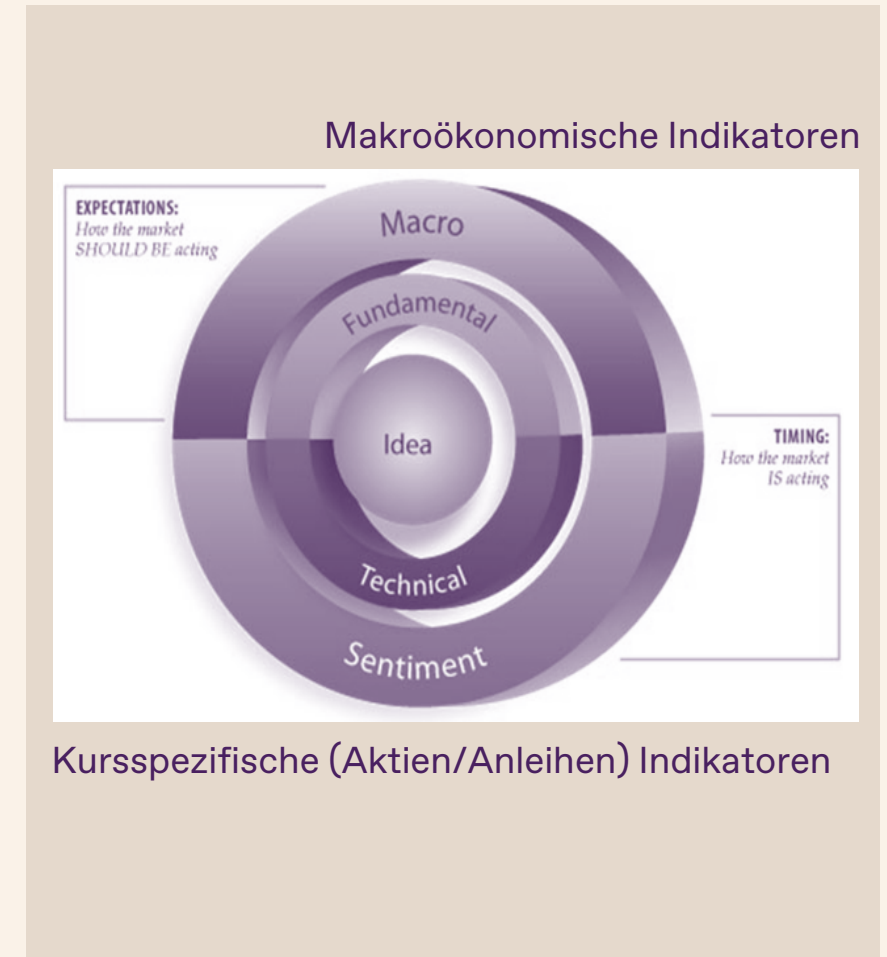 Makroökonomische Indikatoren
EXPECTATIONS:
How the market
SHOULD BE acting
Macro
Fundamental
Idea
TIMING:
How the market
IS acting
Technical
Sentiment
Kursspezifische (Aktien/Anleihen) Indikatoren